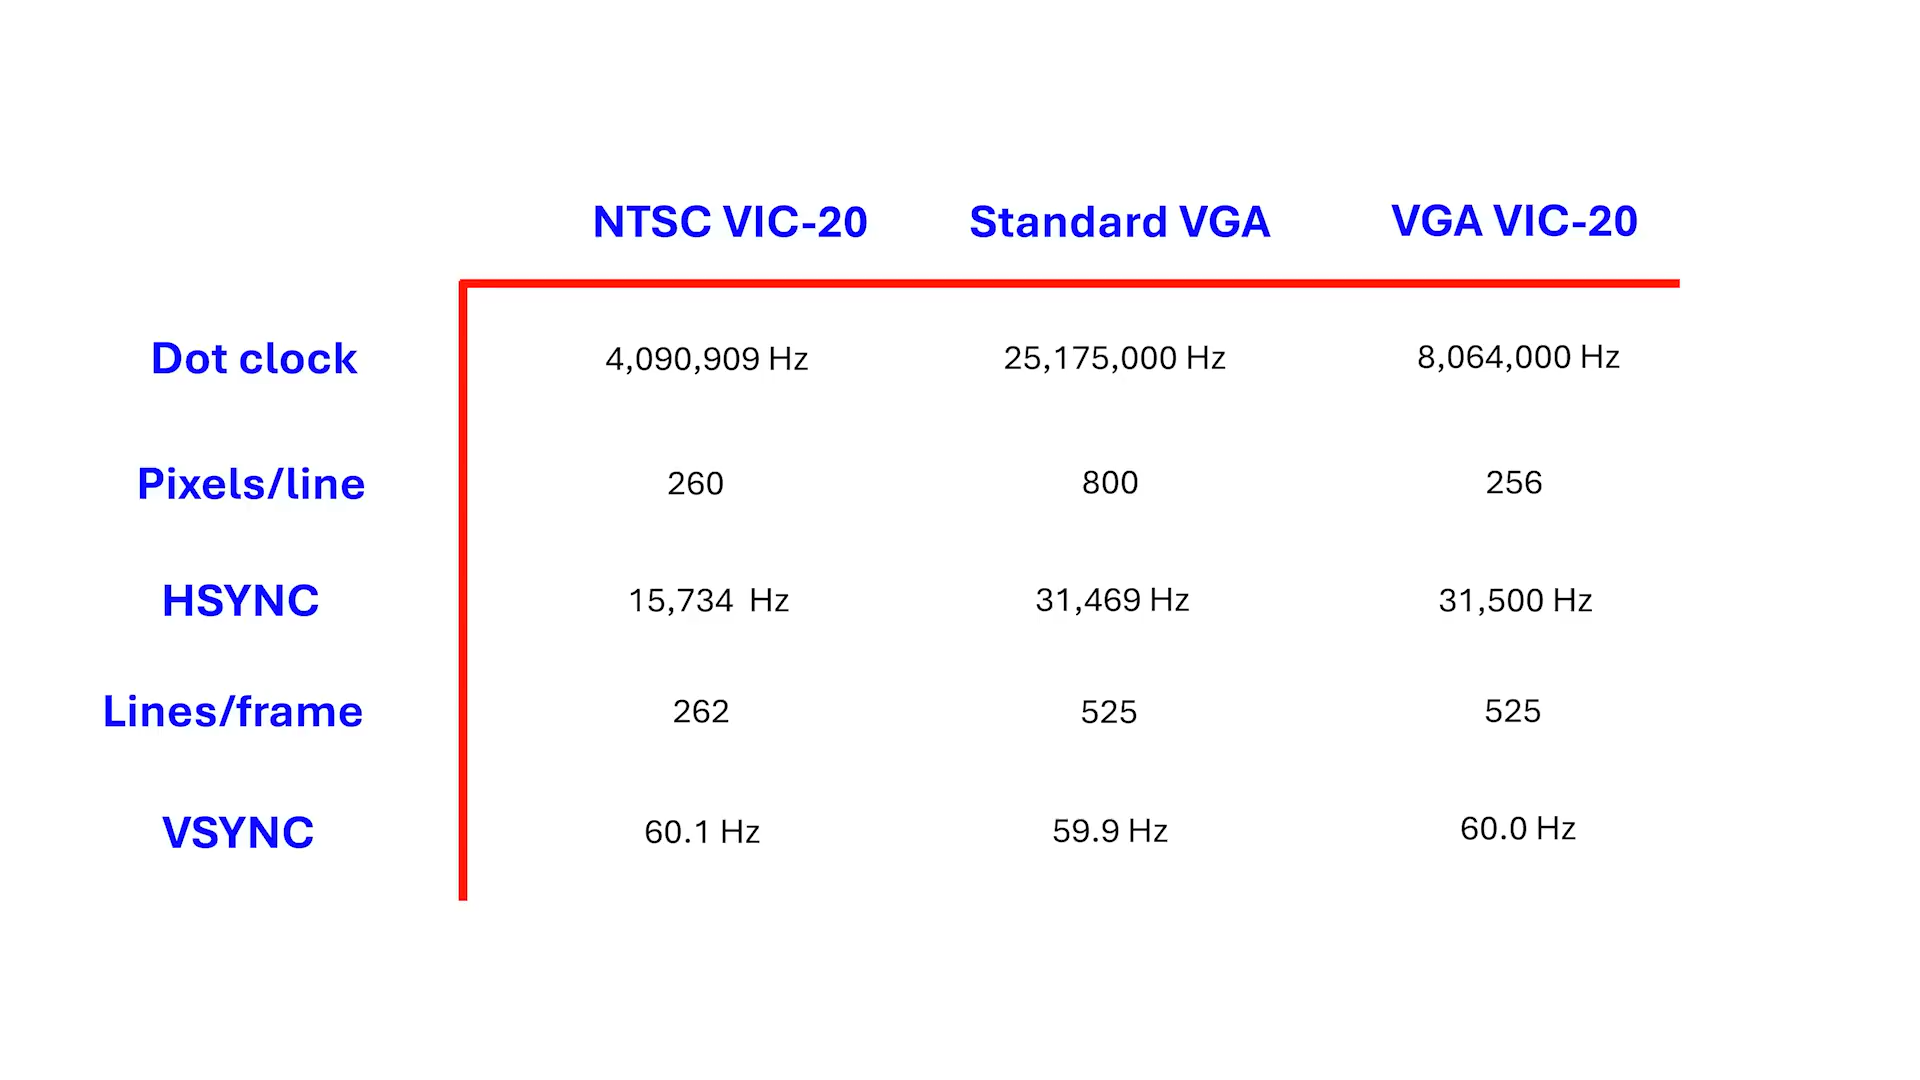 NTSC VIC-20 Standard VGA VGA VIC-20
Dot clock 4,090,909 Hz 25,175,000 Hz 8,064,000 Hz
Pixels/line 260 800 256
HSYNC 15,734 Hz 31,469 Hz 31,500 Hz
Lines/frame 262 525 525
VSYNC 60.1 Hz 59.9 Hz 60.0 Hz